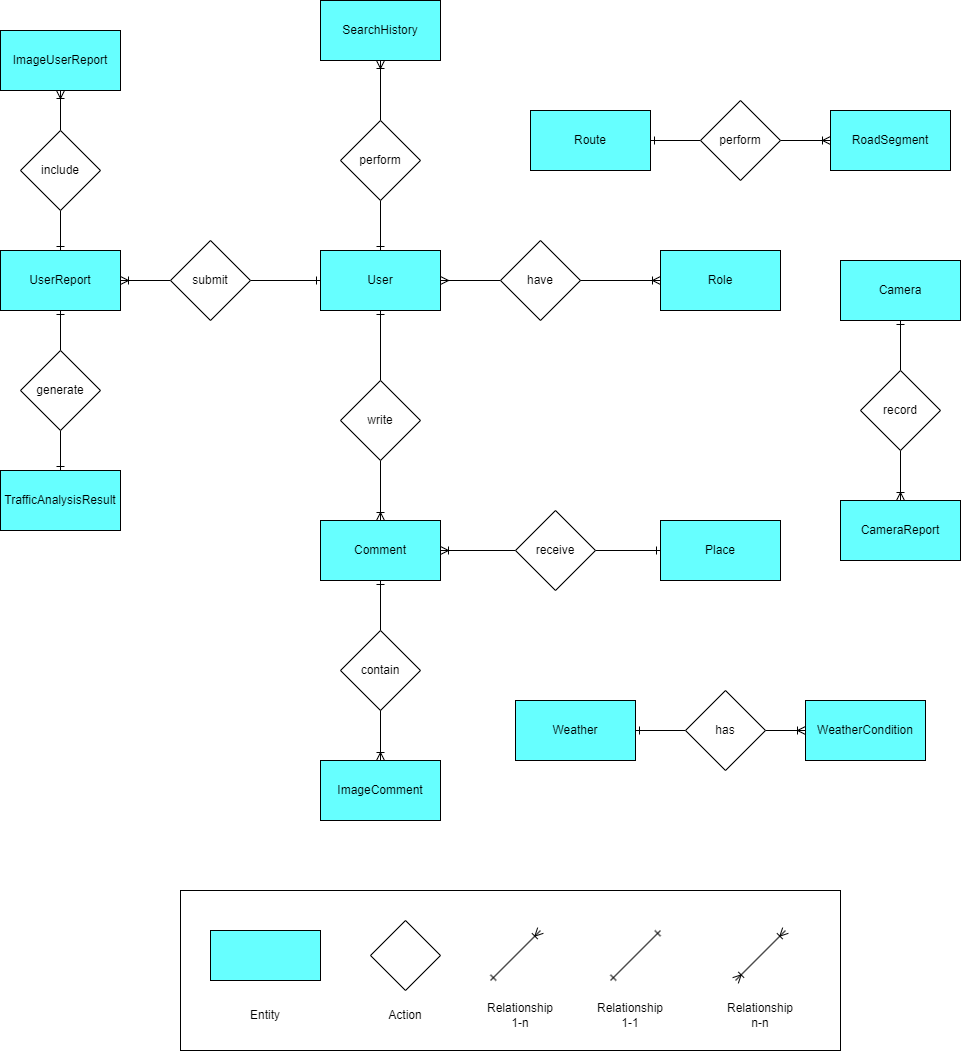 SearchHistory
ImageUserReport
Route
perform
RoadSegment
perform
include
UserReport
submit
User
have
Role
Camera
generate
write
record
TrafficAnalysisResult
Comment
receive
Place
CameraReport
contain
Weather
has
WeatherCondition
ImageComment
Entity
Action
Relationship
1-n
Relationship
1-1
Relationship
n-n